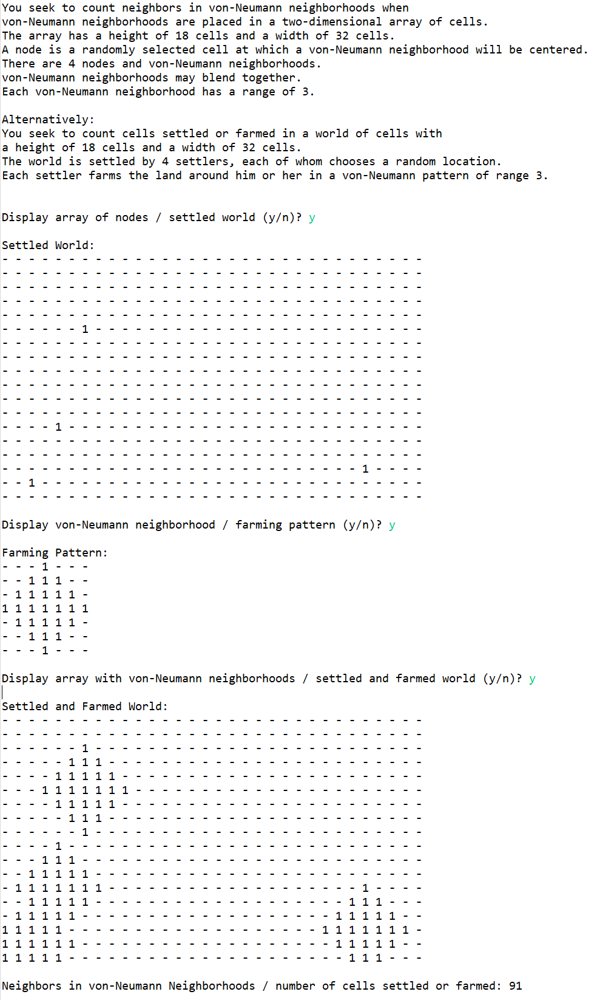 You seek to count neighbors in von-Neumann neighborhoods when
von-Neumann neighborhoods are placed in a two-dimensional array of cells.
The array has a height of 18 cells and a width of 32 cells.
A node is a randomly selected cell at which a von-Neumann neighborhood will be centered.
There are 4 nodes and von-Neumann neighborhoods.
von-Neumann neighborhoods may blend together.
Each von-Neumann neighborhood has a range of 3.
Alternatively:
You seek to count cells settled or farmed in a world of cells with
a height of 18 cells and a width of 32 cells.
The world is settled by 4 settlers, each of whom chooses a random location.
Each settler farms the land around him or her in a von-Neumann pattern of range 3.
Display array of nodes / settled world (y/n)? y
Settled World:
- - - - - - - - - - - - - - - - - - - - - - - - - - - - - - - -
- - - - - - - - - - - - - - - - - - - - - - - - - - - - - - - -
- - - - - - - - - - - - - - - - - - - - - - - - - - - - - - - -
- - - - - - - - - - - - - - - - - - - - - - - - - - - - - - - -
- - - - - - - - - - - - - - - - - - - - - - - - - - - - - - - -
- - - - - - 1 - - - - - - - - - - - - - - - - - - - - - - - - -
- - - - - - - - - - - - - - - - - - - - - - - - - - - - - - - -
- - - - - - - - - - - - - - - - - - - - - - - - - - - - - - - -
- - - - - - - - - - - - - - - - - - - - - - - - - - - - - - - -
- - - - - - - - - - - - - - - - - - - - - - - - - - - - - - - -
- - - - - - - - - - - - - - - - - - - - - - - - - - - - - - - -
- - - - - - - - - - - - - - - - - - - - - - - - - - - - - - - -
- - - - 1 - - - - - - - - - - - - - - - - - - - - - - - - - - -
- - - - - - - - - - - - - - - - - - - - - - - - - - - - - - - -
- - - - - - - - - - - - - - - - - - - - - - - - - - - - - - - -
- - - - - - - - - - - - - - - - - - - - - - - - - - - 1 - - - -
- - 1 - - - - - - - - - - - - - - - - - - - - - - - - - - - - -
- - - - - - - - - - - - - - - - - - - - - - - - - - - - - - - -
Display von-Neumann neighborhood / farming pattern (y/n)? y
Farming Pattern:
- - - 1 - - -
- - 1 1 1 - -
- 1 1 1 1 1 -
1 1 1 1 1 1 1
- 1 1 1 1 1 -
- - 1 1 1 - -
- - - 1 - - -
Display array with von-Neumann neighborhoods / settled and farmed world (y/n)? y
Settled and Farmed World:
- - - - - - - - - - - - - - - - - - - - - - - - - - - - - - - -
- - - - - - - - - - - - - - - - - - - - - - - - - - - - - - - -
- - - - - - 1 - - - - - - - - - - - - - - - - - - - - - - - - -
- - - - - 1 1 1 - - - - - - - - - - - - - - - - - - - - - - - -
- - - - 1 1 1 1 1 - - - - - - - - - - - - - - - - - - - - - - -
- - - 1 1 1 1 1 1 1 - - - - - - - - - - - - - - - - - - - - - -
- - - - 1 1 1 1 1 - - - - - - - - - - - - - - - - - - - - - - -
- - - - - 1 1 1 - - - - - - - - - - - - - - - - - - - - - - - -
- - - - - - 1 - - - - - - - - - - - - - - - - - - - - - - - - -
- - - - 1 - - - - - - - - - - - - - - - - - - - - - - - - - - -
- - - 1 1 1 - - - - - - - - - - - - - - - - - - - - - - - - - -
- - 1 1 1 1 1 - - - - - - - - - - - - - - - - - - - - - - - - -
- 1 1 1 1 1 1 1 - - - - - - - - - - - - - - - - - - - 1 - - - -
- - 1 1 1 1 1 - - - - - - - - - - - - - - - - - - - 1 1 1 - - -
- 1 1 1 1 1 - - - - - - - - - - - - - - - - - - - 1 1 1 1 1 - -
1 1 1 1 1 - - - - - - - - - - - - - - - - - - - 1 1 1 1 1 1 1 -
1 1 1 1 1 1 - - - - - - - - - - - - - - - - - - - 1 1 1 1 1 - -
1 1 1 1 1 - - - - - - - - - - - - - - - - - - - - - 1 1 1 - - -
Neighbors in von-Neumann Neighborhoods / number of cells settled or farmed: 91